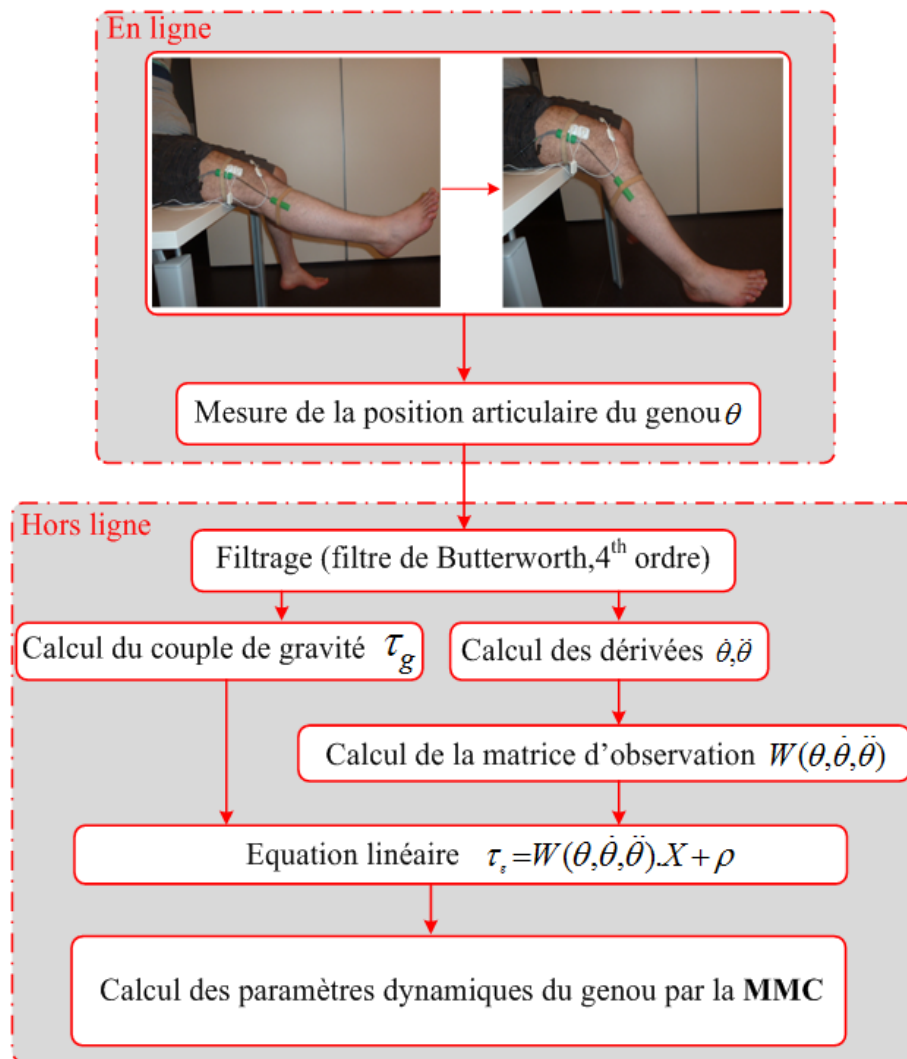 En ligne
Mesure de la position articulaire du genou θ
Hors ligne
Filtrage (filtre de Butterworth,4th ordre)
Calcul du couple de gravité τg
Calcul des dérivées θ̇,θ̈
Calcul de la matrice d’observation W(θ,θ̇,θ̈)
Equation linéaire τg=W(θ,θ̇,θ̈).X+ρ
Calcul des paramètres dynamiques du genou par la MMC